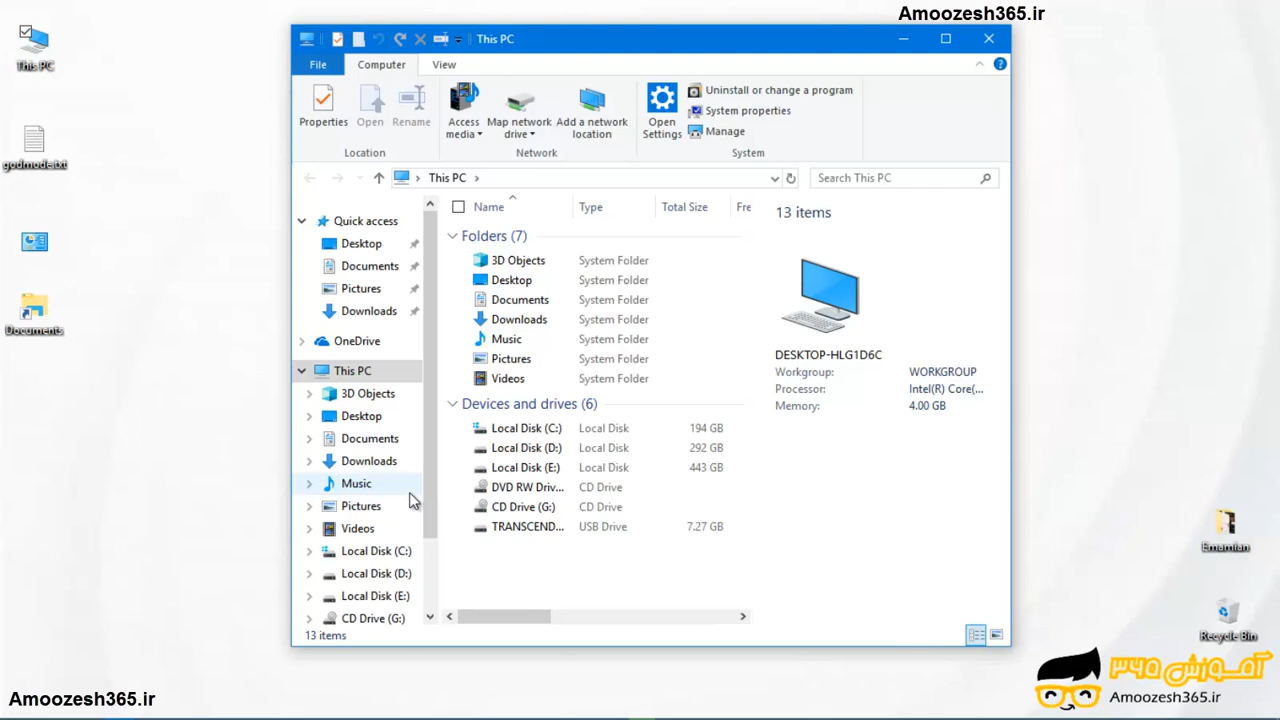 Amoozesh365.ir
This PC
godmode.txt
Documents
This PC
File
Computer
View
Properties
Open
Rename
Access media
Map network drive
Add a network location
Open Settings
Uninstall or change a program
System properties
Manage
Location
Network
System
This PC
Search This PC
Quick access
Desktop
Documents
Pictures
Downloads
OneDrive
This PC
3D Objects
Desktop
Documents
Downloads
Music
Pictures
Videos
Local Disk (C:)
Local Disk (D:)
Local Disk (E:)
CD Drive (G:)
Name Type Total Size Fre
Folders (7)
3D Objects System Folder
Desktop System Folder
Documents System Folder
Downloads System Folder
Music System Folder
Pictures System Folder
Videos System Folder
Devices and drives (6)
Local Disk (C:) Local Disk 194 GB
Local Disk (D:) Local Disk 292 GB
Local Disk (E:) Local Disk 443 GB
DVD RW Driv... CD Drive
CD Drive (G:) CD Drive
TRANSCEND... USB Drive 7.27 GB
13 items
DESKTOP-HLG1D6C
Workgroup: WORKGROUP
Processor: Intel(R) Core(...
Memory: 4.00 GB
13 items
Emamian
Recycle Bin
Amoozesh365.ir
آموزش ۳۶۵
Amoozesh365.ir